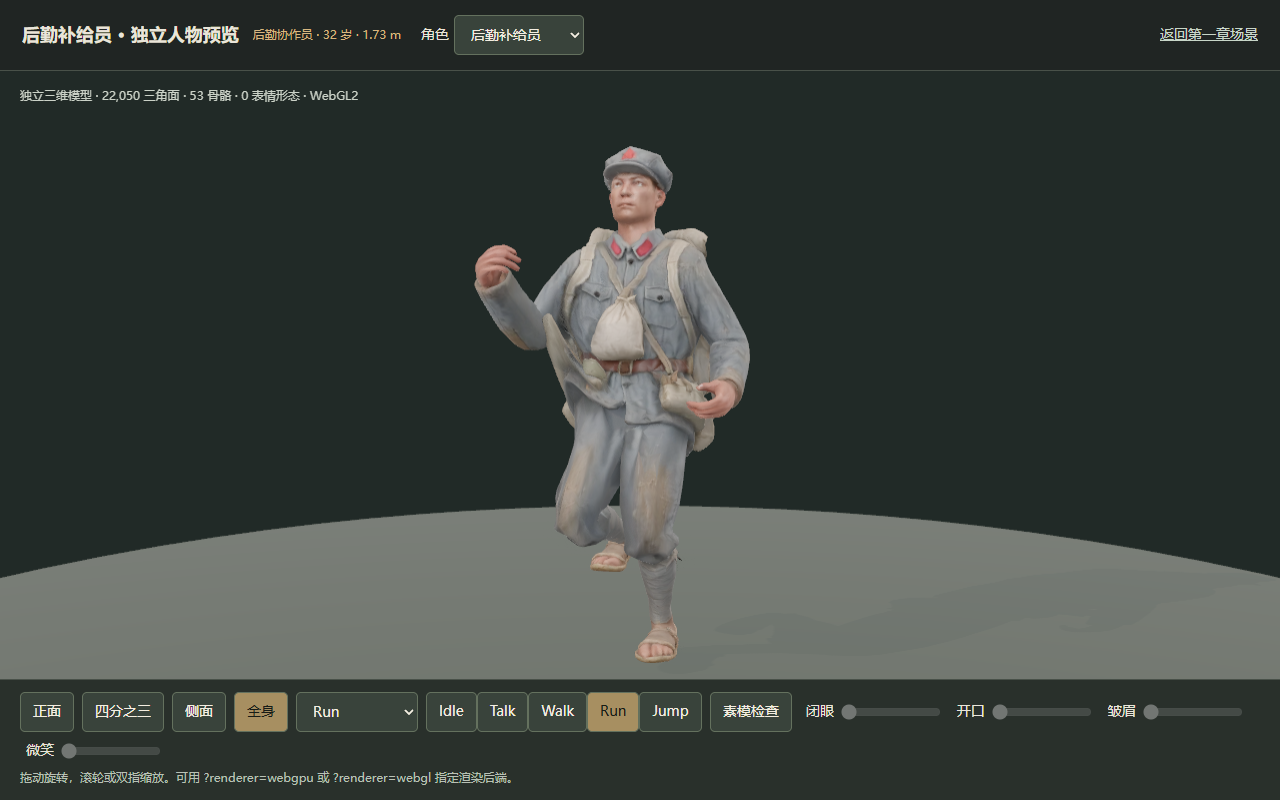 后勤补给员 • 独立人物预览 后勤协作员 · 32 岁 · 1.73 m 角色 后勤补给员 返回第一章场景
独立三维模型 · 22,050 三角面 · 53 骨骼 · 0 表情形态 · WebGL2
正面 四分之三 侧面 全身 Run Idle Talk Walk Run Jump 素模检查 闭眼 开口 皱眉
微笑
拖动旋转，滚轮或双指缩放。可用 ?renderer=webgpu 或 ?renderer=webgl 指定渲染后端。